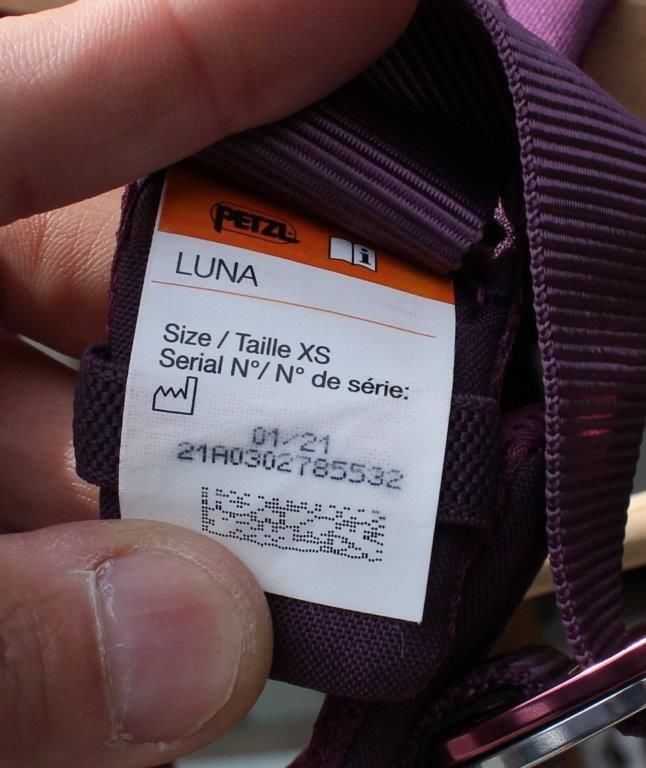 PETZL
i
LUNA
Size / Taille XS
Serial N°/ N° de série:
01/21
21A0302785532